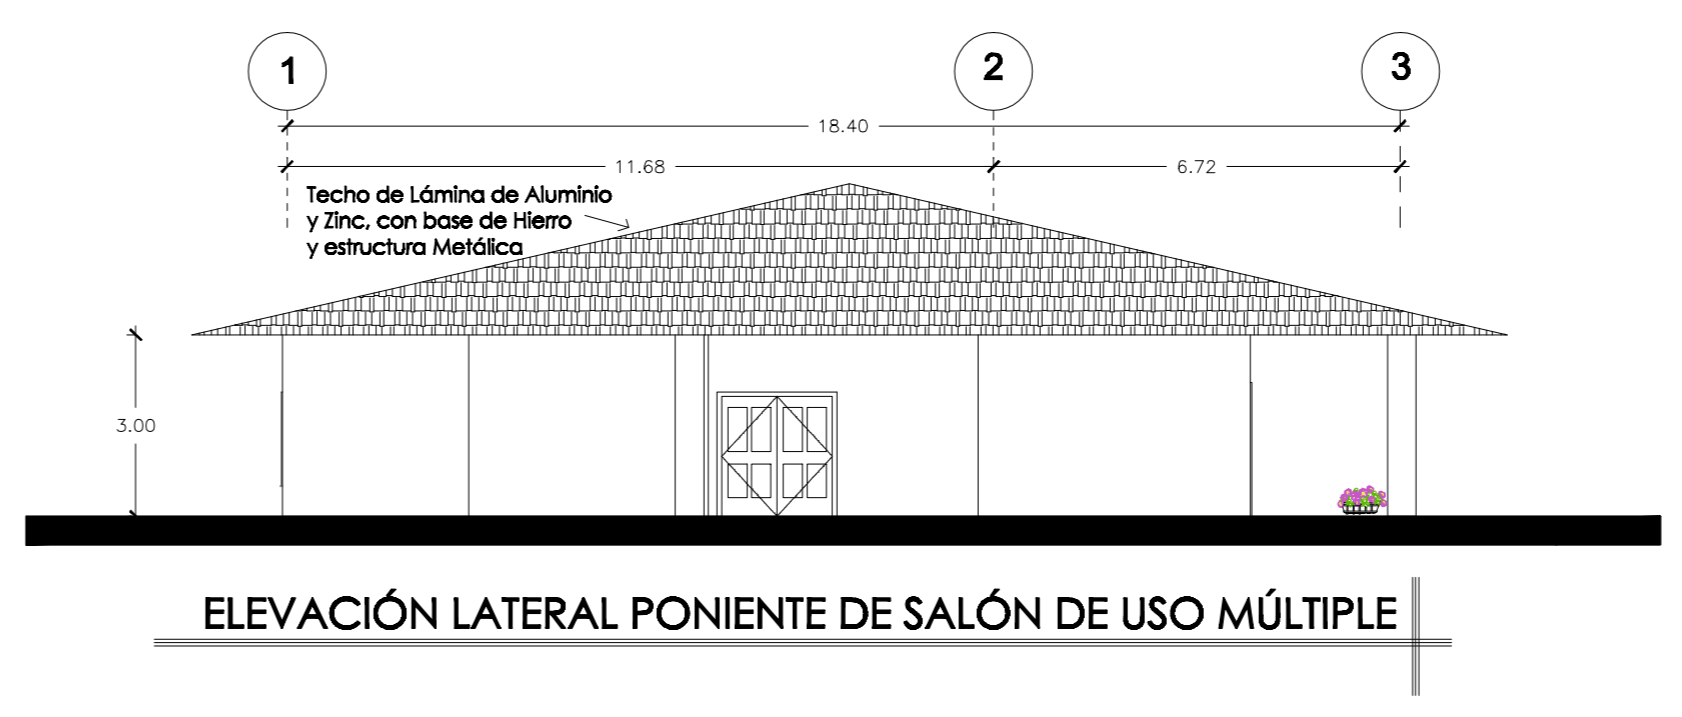 1 2 3
18.40
11.68 6.72
Techo de Lámina de Aluminio
y Zinc, con base de Hierro
y estructura Metálica
3.00
ELEVACIÓN LATERAL PONIENTE DE SALÓN DE USO MÚLTIPLE